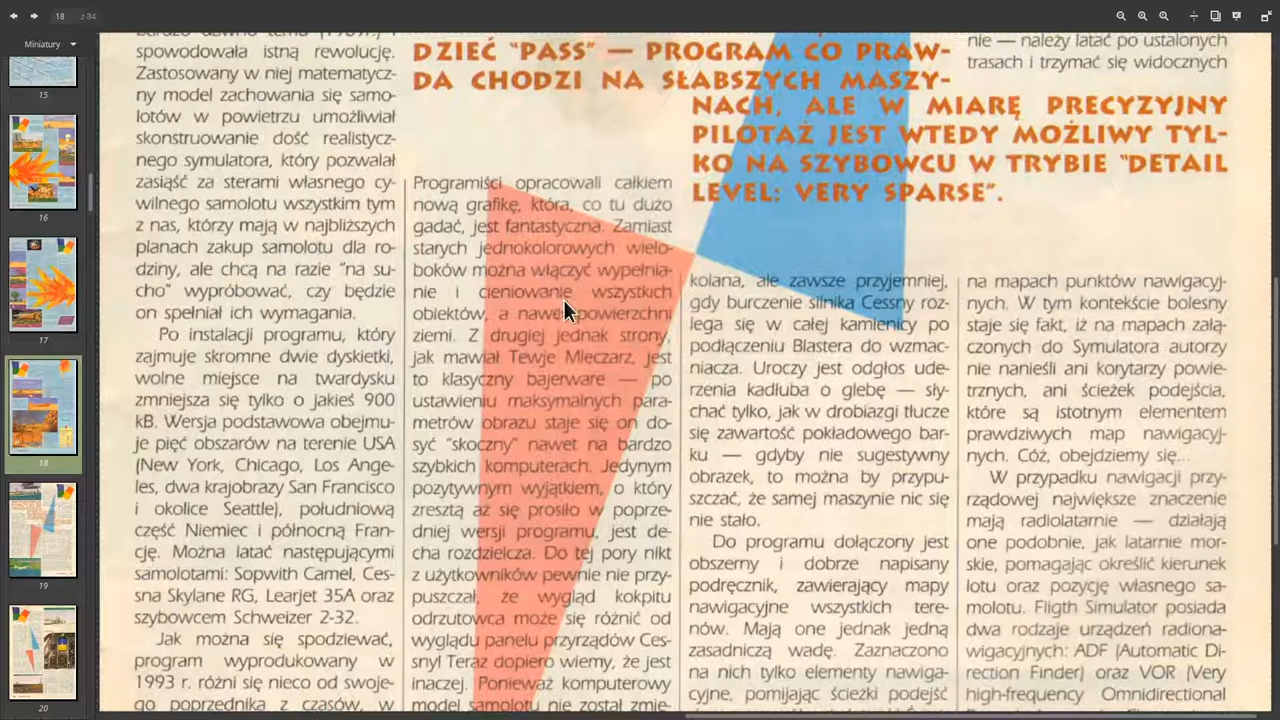 18 z 84
Miniatury
15
16
17
18
19
20
spowodowała istną rewolucję.
Zastosowany w niej matematycz-
ny model zachowania się samo-
lotów w powietrzu umożliwiał
skonstruowanie dość realistycz-
nego symulatora, który pozwalał
zasiąść za sterami własnego cy-
wilnego samolotu wszystkim tym
z nas, którzy mają w najbliższych
planach zakup samolotu dla ro-
dziny, ale chcą na razie "na su-
cho" wypróbować, czy będzie
on spełniał ich wymagania.
Po instalacji programu, który
zajmuje skromne dwie dyskietki,
wolne miejsce na twardysku
zmniejsza się tylko o jakieś 900
kB. Wersja podstawowa obejmu-
je pięć obszarów na terenie USA
(New York, Chicago, Los Ange-
les, dwa krajobrazy San Francisco
i okolice Seattle), południową
część Niemiec i północną Fran-
cję. Można latać następującymi
samolotami: Sopwith Camel, Ces-
sna Skylane RG, Learjet 35A oraz
szybowcem Schweizer 2-32.
Jak można się spodziewać,
program wyprodukowany w
1993 r. różni się nieco od swoje-
go poprzednika z czasów, w
DZIEĆ "PASS" — PROGRAM CO PRAW-
DA CHODZI NA SŁABSZYCH MASZY-
NACH, ALE W MIARĘ PRECYZYJNY
PILOTAŻ JEST WTEDY MOŻLIWY TYL-
KO NA SZYBOWCU W TRYBIE "DETAIL
LEVEL: VERY SPARSE".
Programiści opracowali całkiem
nową grafikę, która, co tu dużo
gadać, jest fantastyczna. Zamiast
starych jednokolorowych wielo-
boków można włączyć wypełnia-
nie i cieniowanie wszystkich
obiektów, a nawet powierzchni
ziemi. Z drugiej jednak strony,
jak mawiał Tewje Mleczarz, jest
to klasyczny bajerware — po
ustawieniu maksymalnych para-
metrów obrazu staje się on do-
syć "skoczny" nawet na bardzo
szybkich komputerach. Jedynym
pozytywnym wyjątkiem, o który
zresztą aż się prosiło w poprze-
dniej wersji programu, jest de-
cha rozdzielcza. Do tej pory nikt
z użytkowników pewnie nie przy-
puszczał, że wygląd kokpitu
odrzutowca może się różnić od
wyglądu panelu przyrządów Ces-
sny! Teraz dopiero wiemy, że jest
inaczej. Ponieważ komputerowy
model samolotu nie został zmie-
kolana, ale zawsze przyjemniej,
gdy burczenie silnika Cessny roz-
lega się w całej kamienicy po
podłączeniu Blastera do wzmac-
niacza. Uroczy jest odgłos ude-
rzenia kadłuba o glebę — sły-
chać tylko, jak w drobiazgi tłucze
się zawartość pokładowego bar-
ku — gdyby nie sugestywny
obrazek, to można by przypu-
szczać, że samej maszynie nic się
nie stało.
Do programu dołączony jest
obszerny i dobrze napisany
podręcznik, zawierający mapy
nawigacyjne wszystkich tere-
nów. Mają one jednak jedną
zasadniczą wadę. Zaznaczono
na nich tylko elementy nawiga-
cyjne, pomijając ścieżki podejść
nie — należy latać po ustalonych
trasach i trzymać się widocznych
na mapach punktów nawigacyj-
nych. W tym kontekście bolesny
staje się fakt, iż na mapach załą-
czonych do Symulatora autorzy
nie nanieśli ani korytarzy powie-
trznych, ani ścieżek podejścia,
które są istotnym elementem
prawdziwych map nawigacyj-
nych. Cóż, obejdziemy się...
W przypadku nawigacji przy-
rządowej największe znaczenie
mają radiolatarnie — działają
one podobnie, jak latarnie mor-
skie, pomagając określić kierunek
lotu oraz pozycję własnego sa-
molotu. Fligth Simulator posiada
dwa rodzaje urządzeń radiona-
wigacyjnych: ADF (Automatic Di-
rection Finder) oraz VOR (Very
high-frequency Omnidirectional